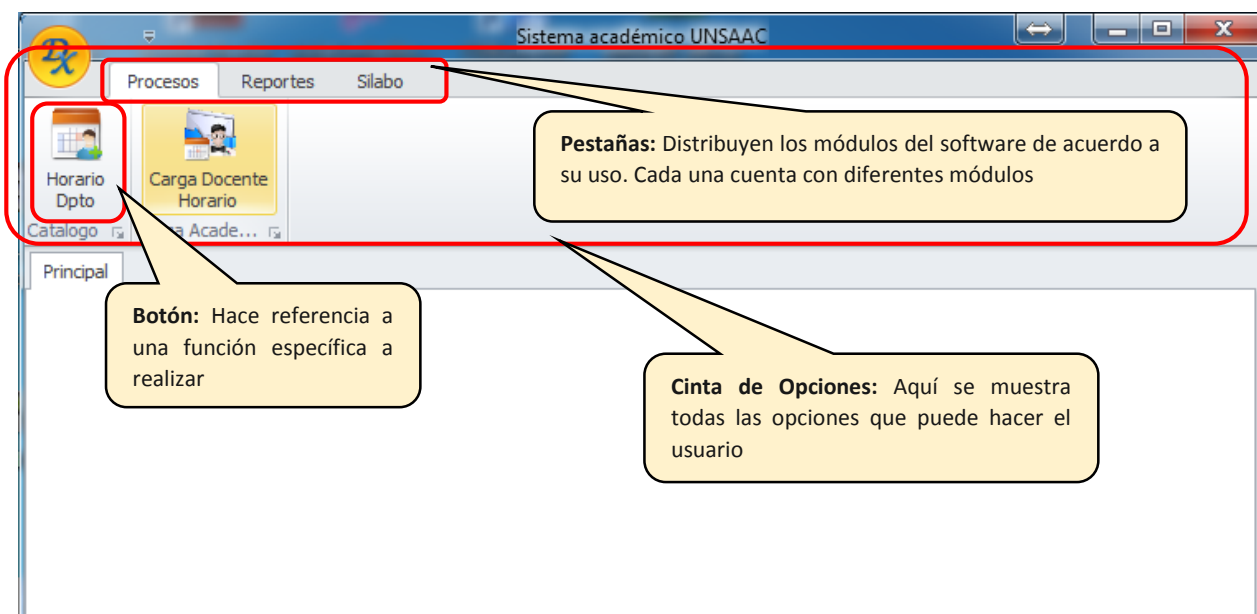 Sistema académico UNSAAC
Procesos Reportes Silabo
Pestañas: Distribuyen los módulos del software de acuerdo a
su uso. Cada una cuenta con diferentes módulos
Horario
Dpto
Carga Docente
Horario
Catalogo
Acade...
Principal
Botón: Hace referencia a
una función específica a
realizar
Cinta de Opciones: Aquí se muestra
todas las opciones que puede hacer el
usuario